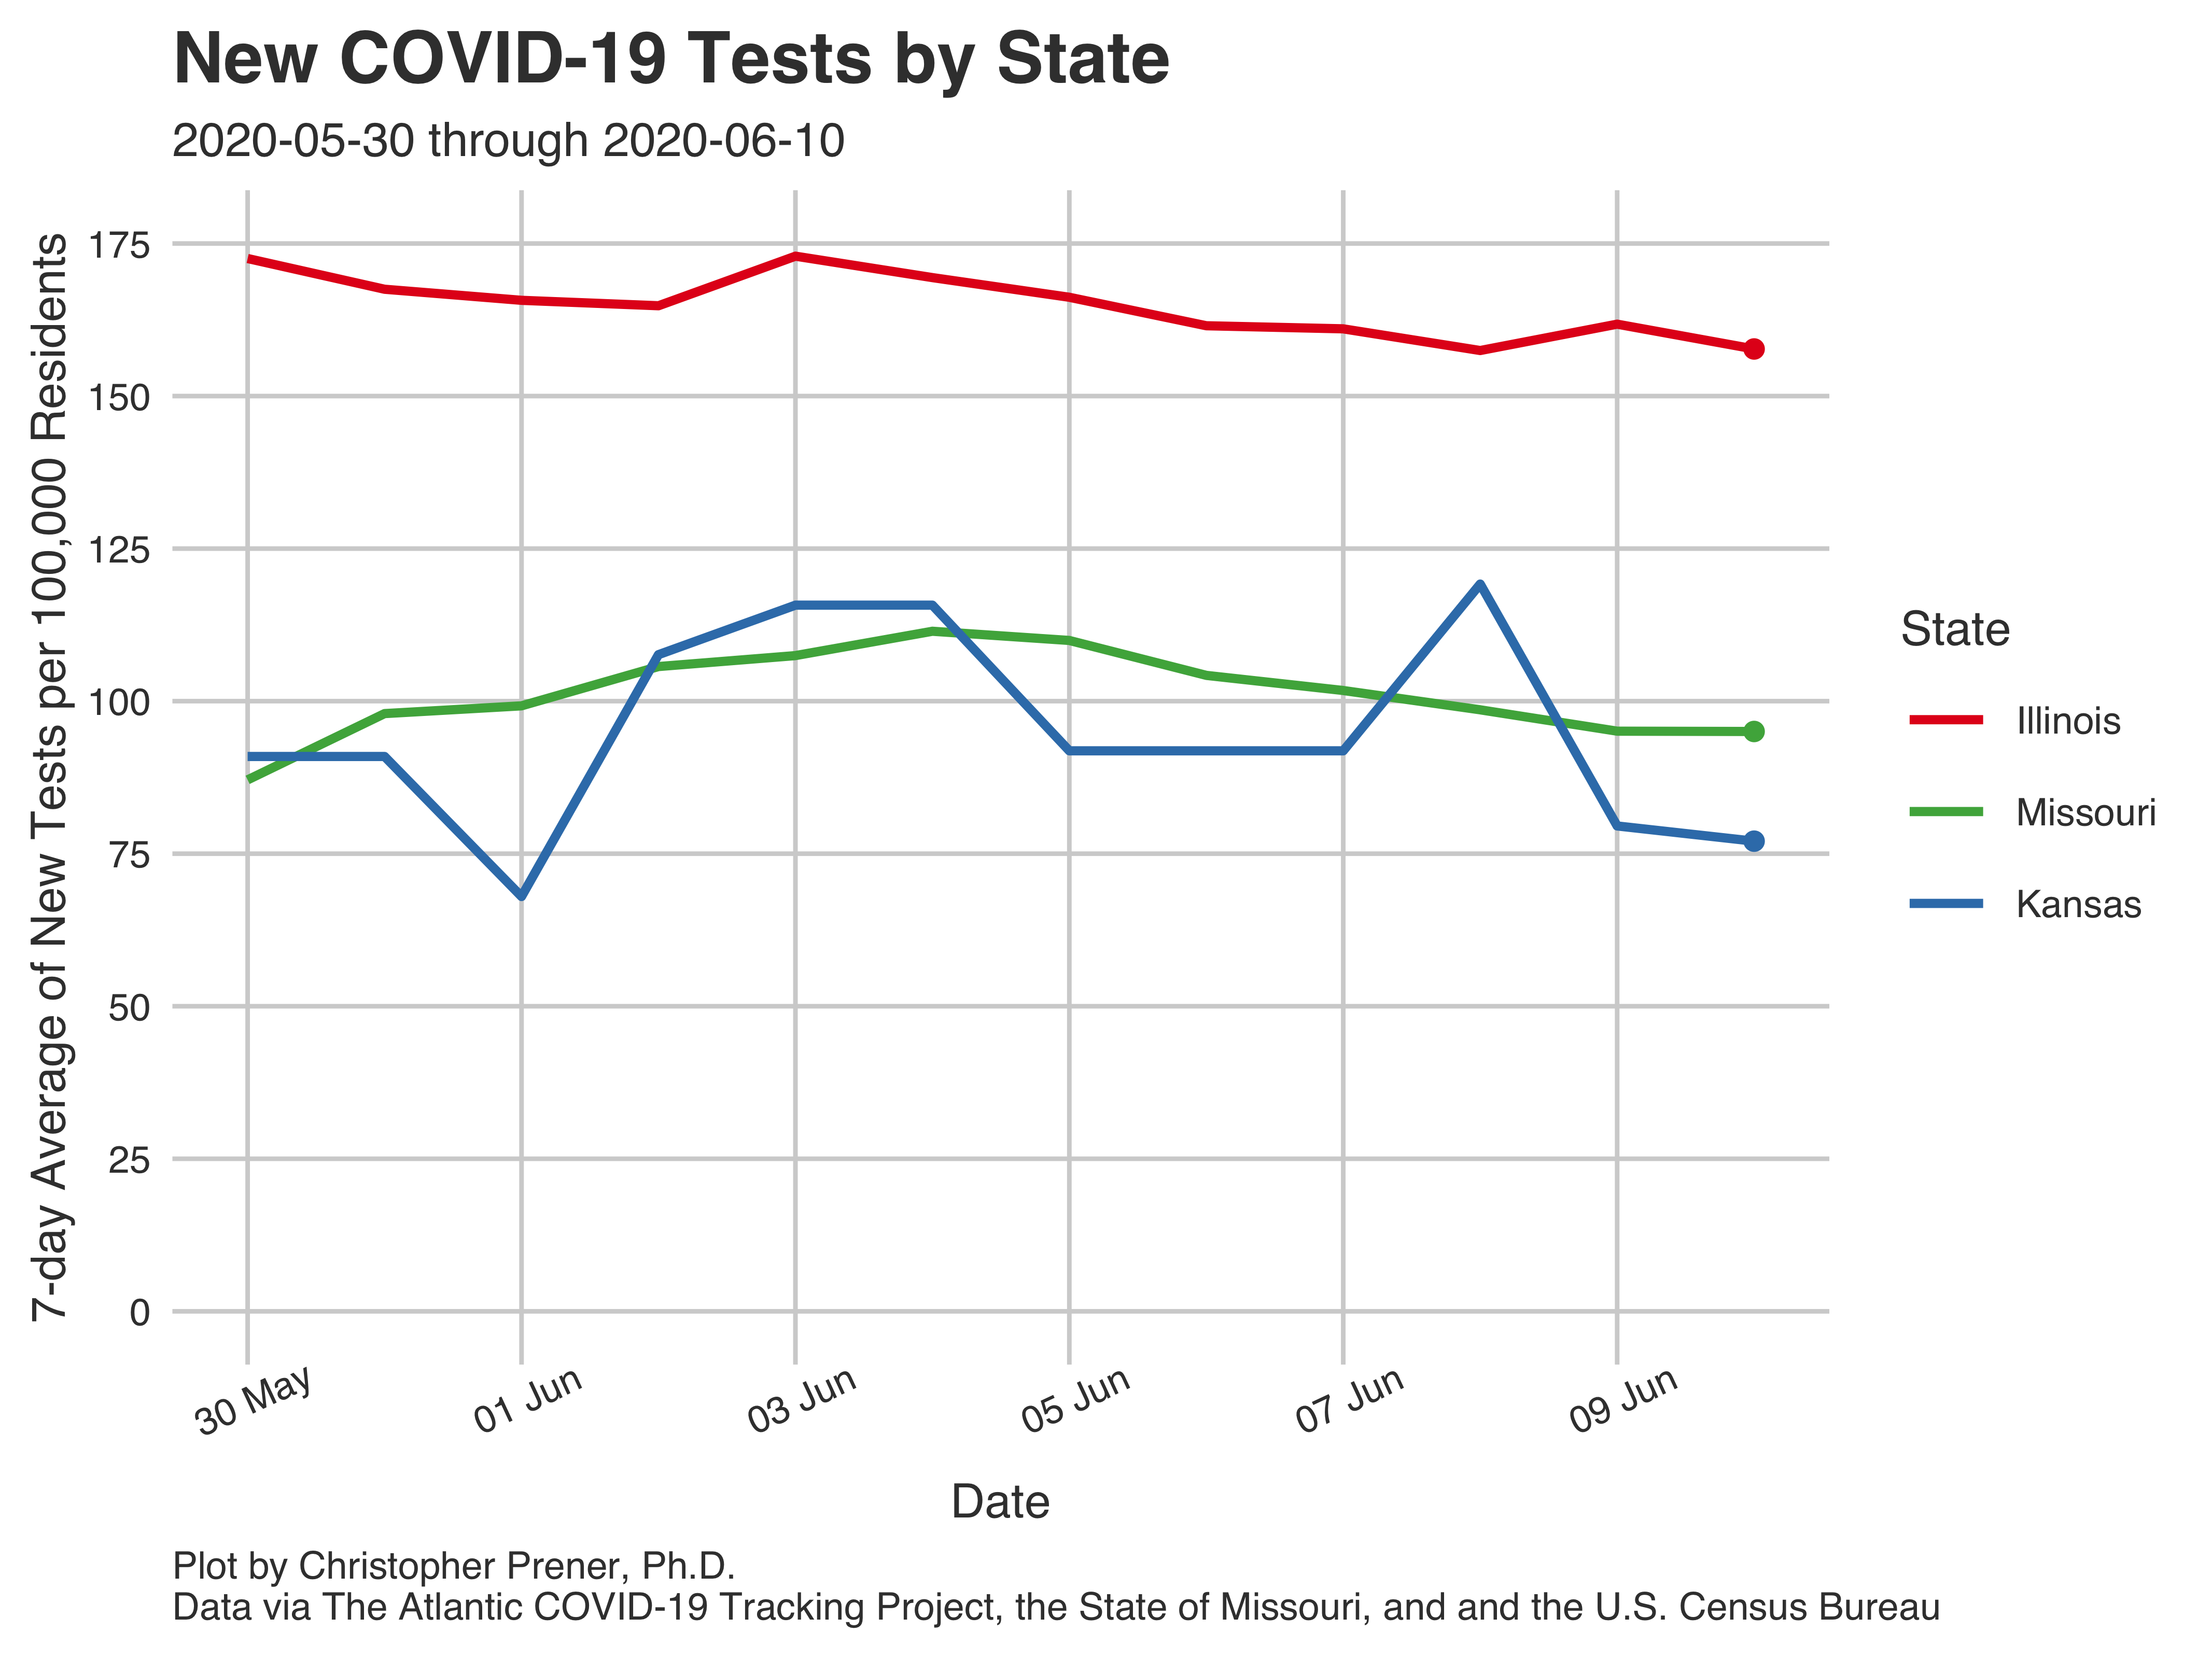 New COVID-19 Tests by State
2020-05-30 through 2020-06-10
7-day Average of New Tests per 100,000 Residents
175
150
125
100
75
50
25
0
30 May
01 Jun
03 Jun
05 Jun
07 Jun
09 Jun
Date
State
Illinois
Missouri
Kansas
Plot by Christopher Prener, Ph.D.
Data via The Atlantic COVID-19 Tracking Project, the State of Missouri, and and the U.S. Census Bureau